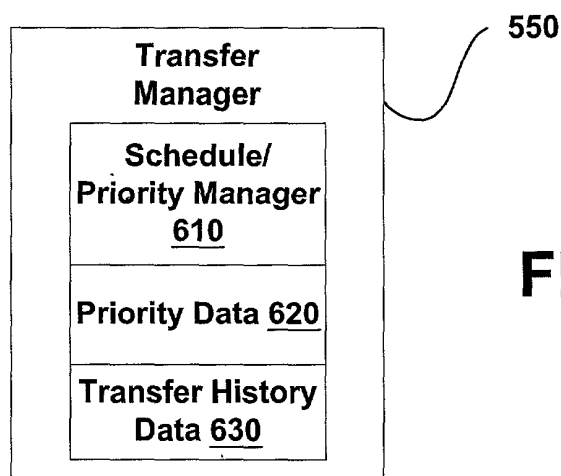 550
Transfer
Manager
Schedule/
Priority Manager
610
Priority Data 620
Transfer History
Data 630